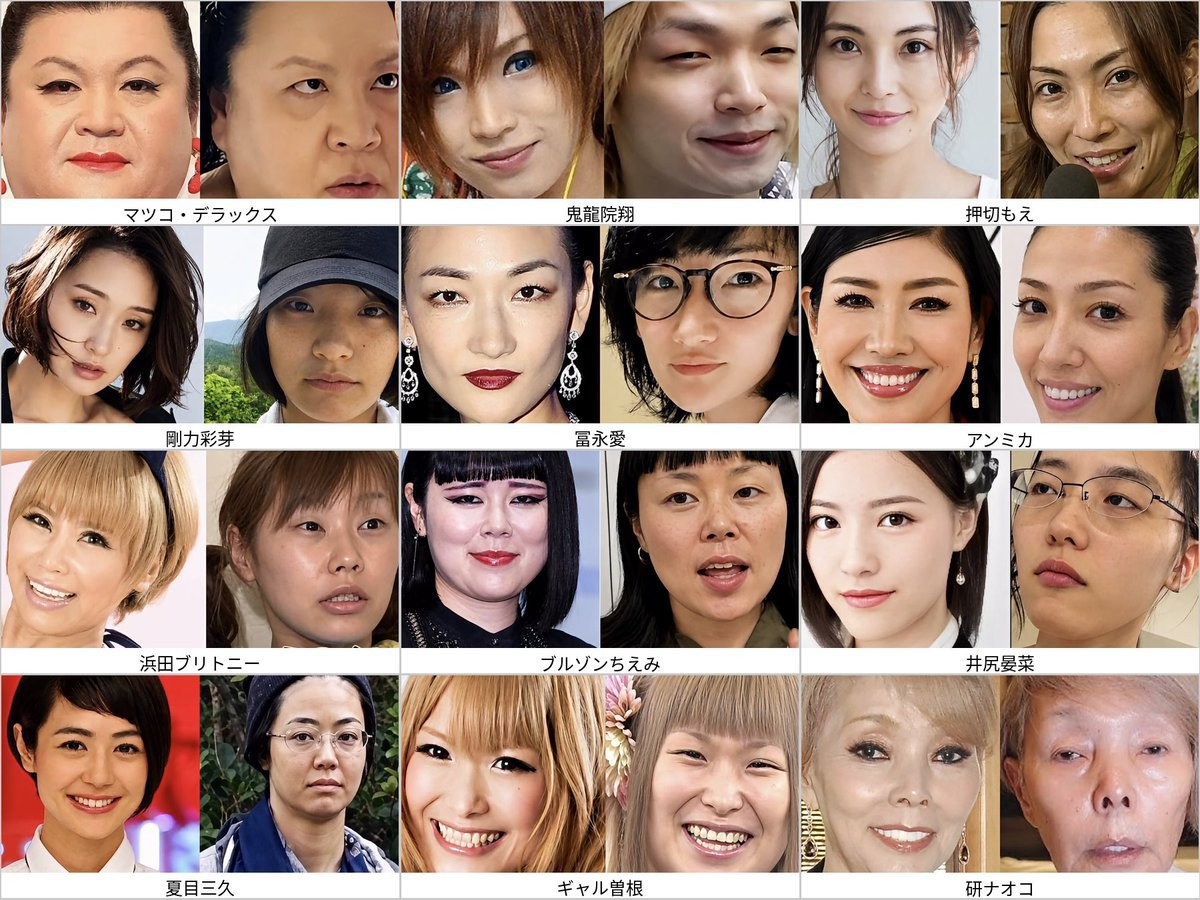 マツコ・デラックス
鬼龍院翔
押切もえ
剛力彩芽
冨永愛
アンミカ
浜田ブリトニー
ブルゾンちえみ
井尻晏菜
夏目三久
ギャル曽根
研ナオコ